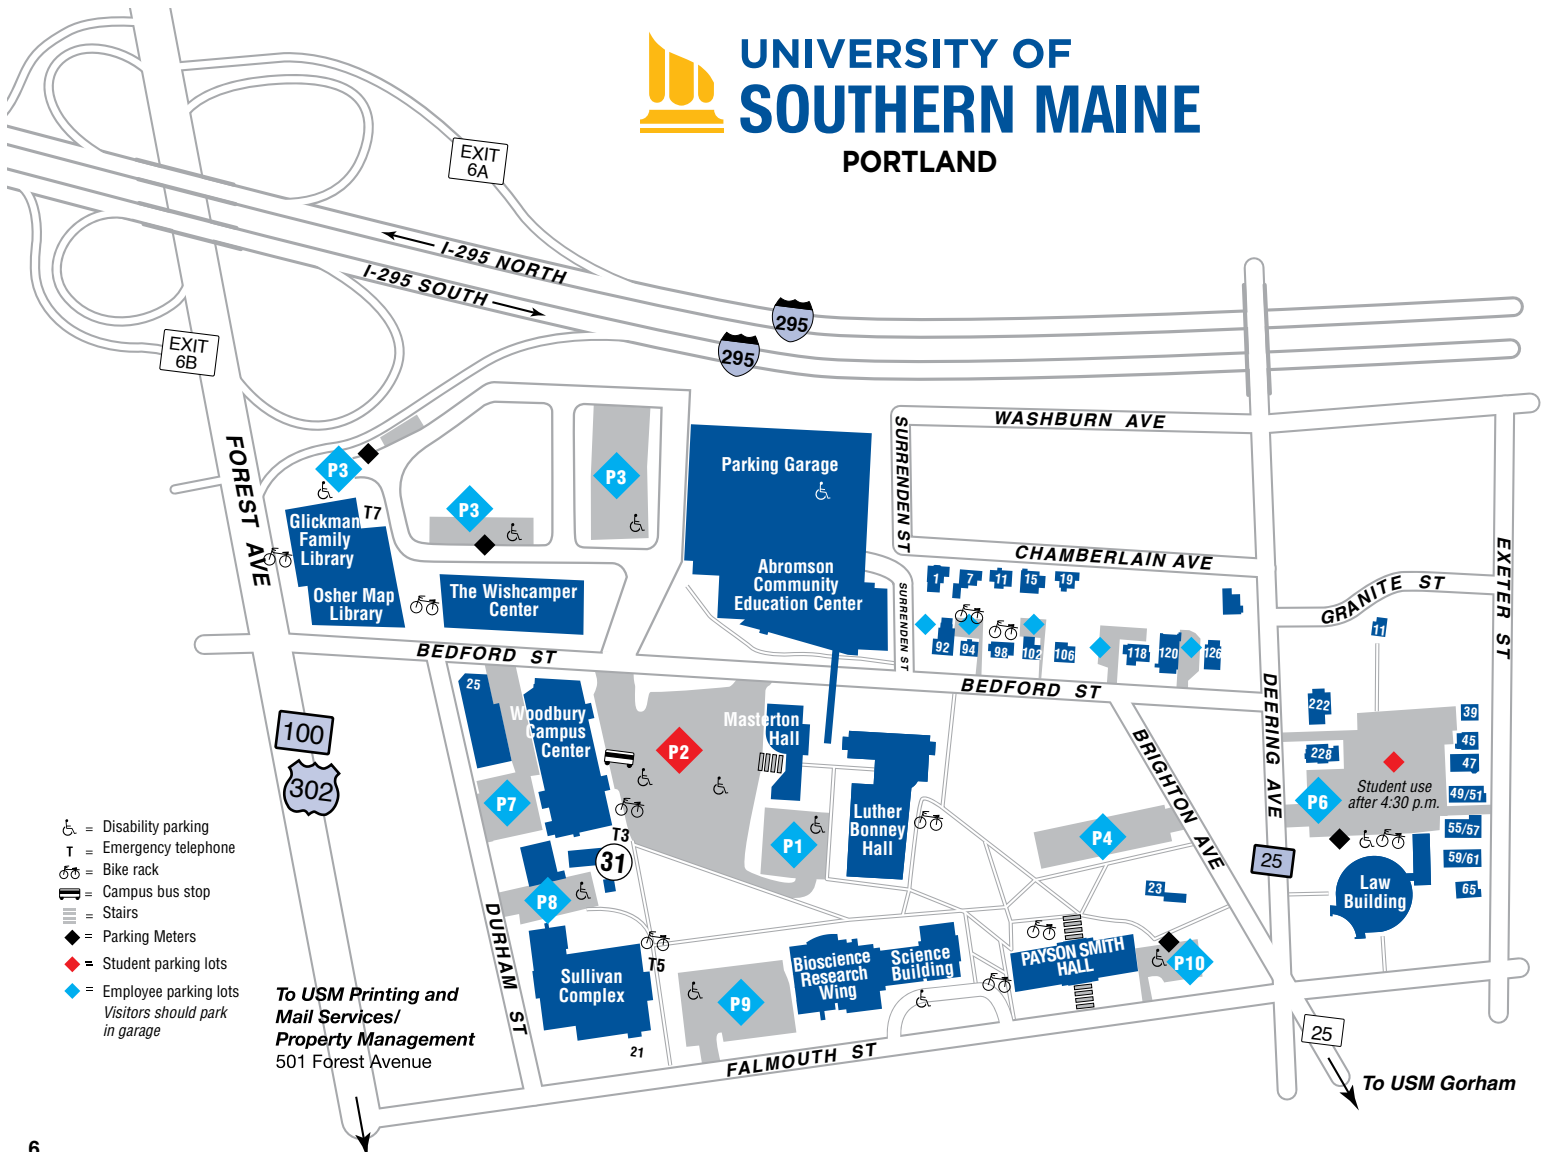 UNIVERSITY OF
SOUTHERN MAINE
PORTLAND
EXIT
6A
I-295 NORTH
I-295 SOUTH
295
295
EXIT
6B
WASHBURN AVE
SURRENDEN ST
FOREST AVE
P3
P3
P3
Parking Garage
T7
Glickman
Family
Library
Osher Map
Library
The Wishcamper
Center
Abromson
Community
Education Center
CHAMBERLAIN AVE
SURRENDEN ST
1
7
11
15
19
EXETER ST
GRANITE ST
11
92
94
98
102
106
118
120
126
BEDFORD ST
BEDFORD ST
DEERING AVE
25
Woodbury
Campus
Center
Masterton
Hall
P2
BRIGHTON AVE
222
228
39
45
47
49/51
55/57
59/61
65
Student use
after 4:30 p.m.
P6
100
302
P7
T3
31
P1
Luther
Bonney
Hall
P4
25
Law
Building
23
P8
DURHAM ST
Sullivan
Complex
T5
P9
Bioscience
Research
Wing
Science
Building
PAYSON SMITH
HALL
P10
21
FALMOUTH ST
25
To USM Gorham
= Disability parking
T = Emergency telephone
= Bike rack
= Campus bus stop
= Stairs
= Parking Meters
= Student parking lots
= Employee parking lots
Visitors should park
in garage
To USM Printing and
Mail Services/
Property Management
501 Forest Avenue
6